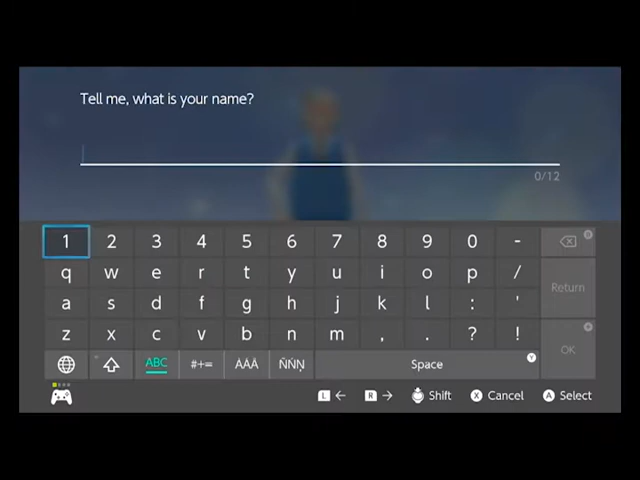 Tell me, what is your name?
0/12
1 2 3 4 5 6 7 8 9 0 -
q w e r t y u i o p / Return
a s d f g h j k l : '
z x c v b n m , . ? ! OK
ABC #+= ÀÁÂ ÑŃŅ Space Y
L ← R → Shift X Cancel A Select